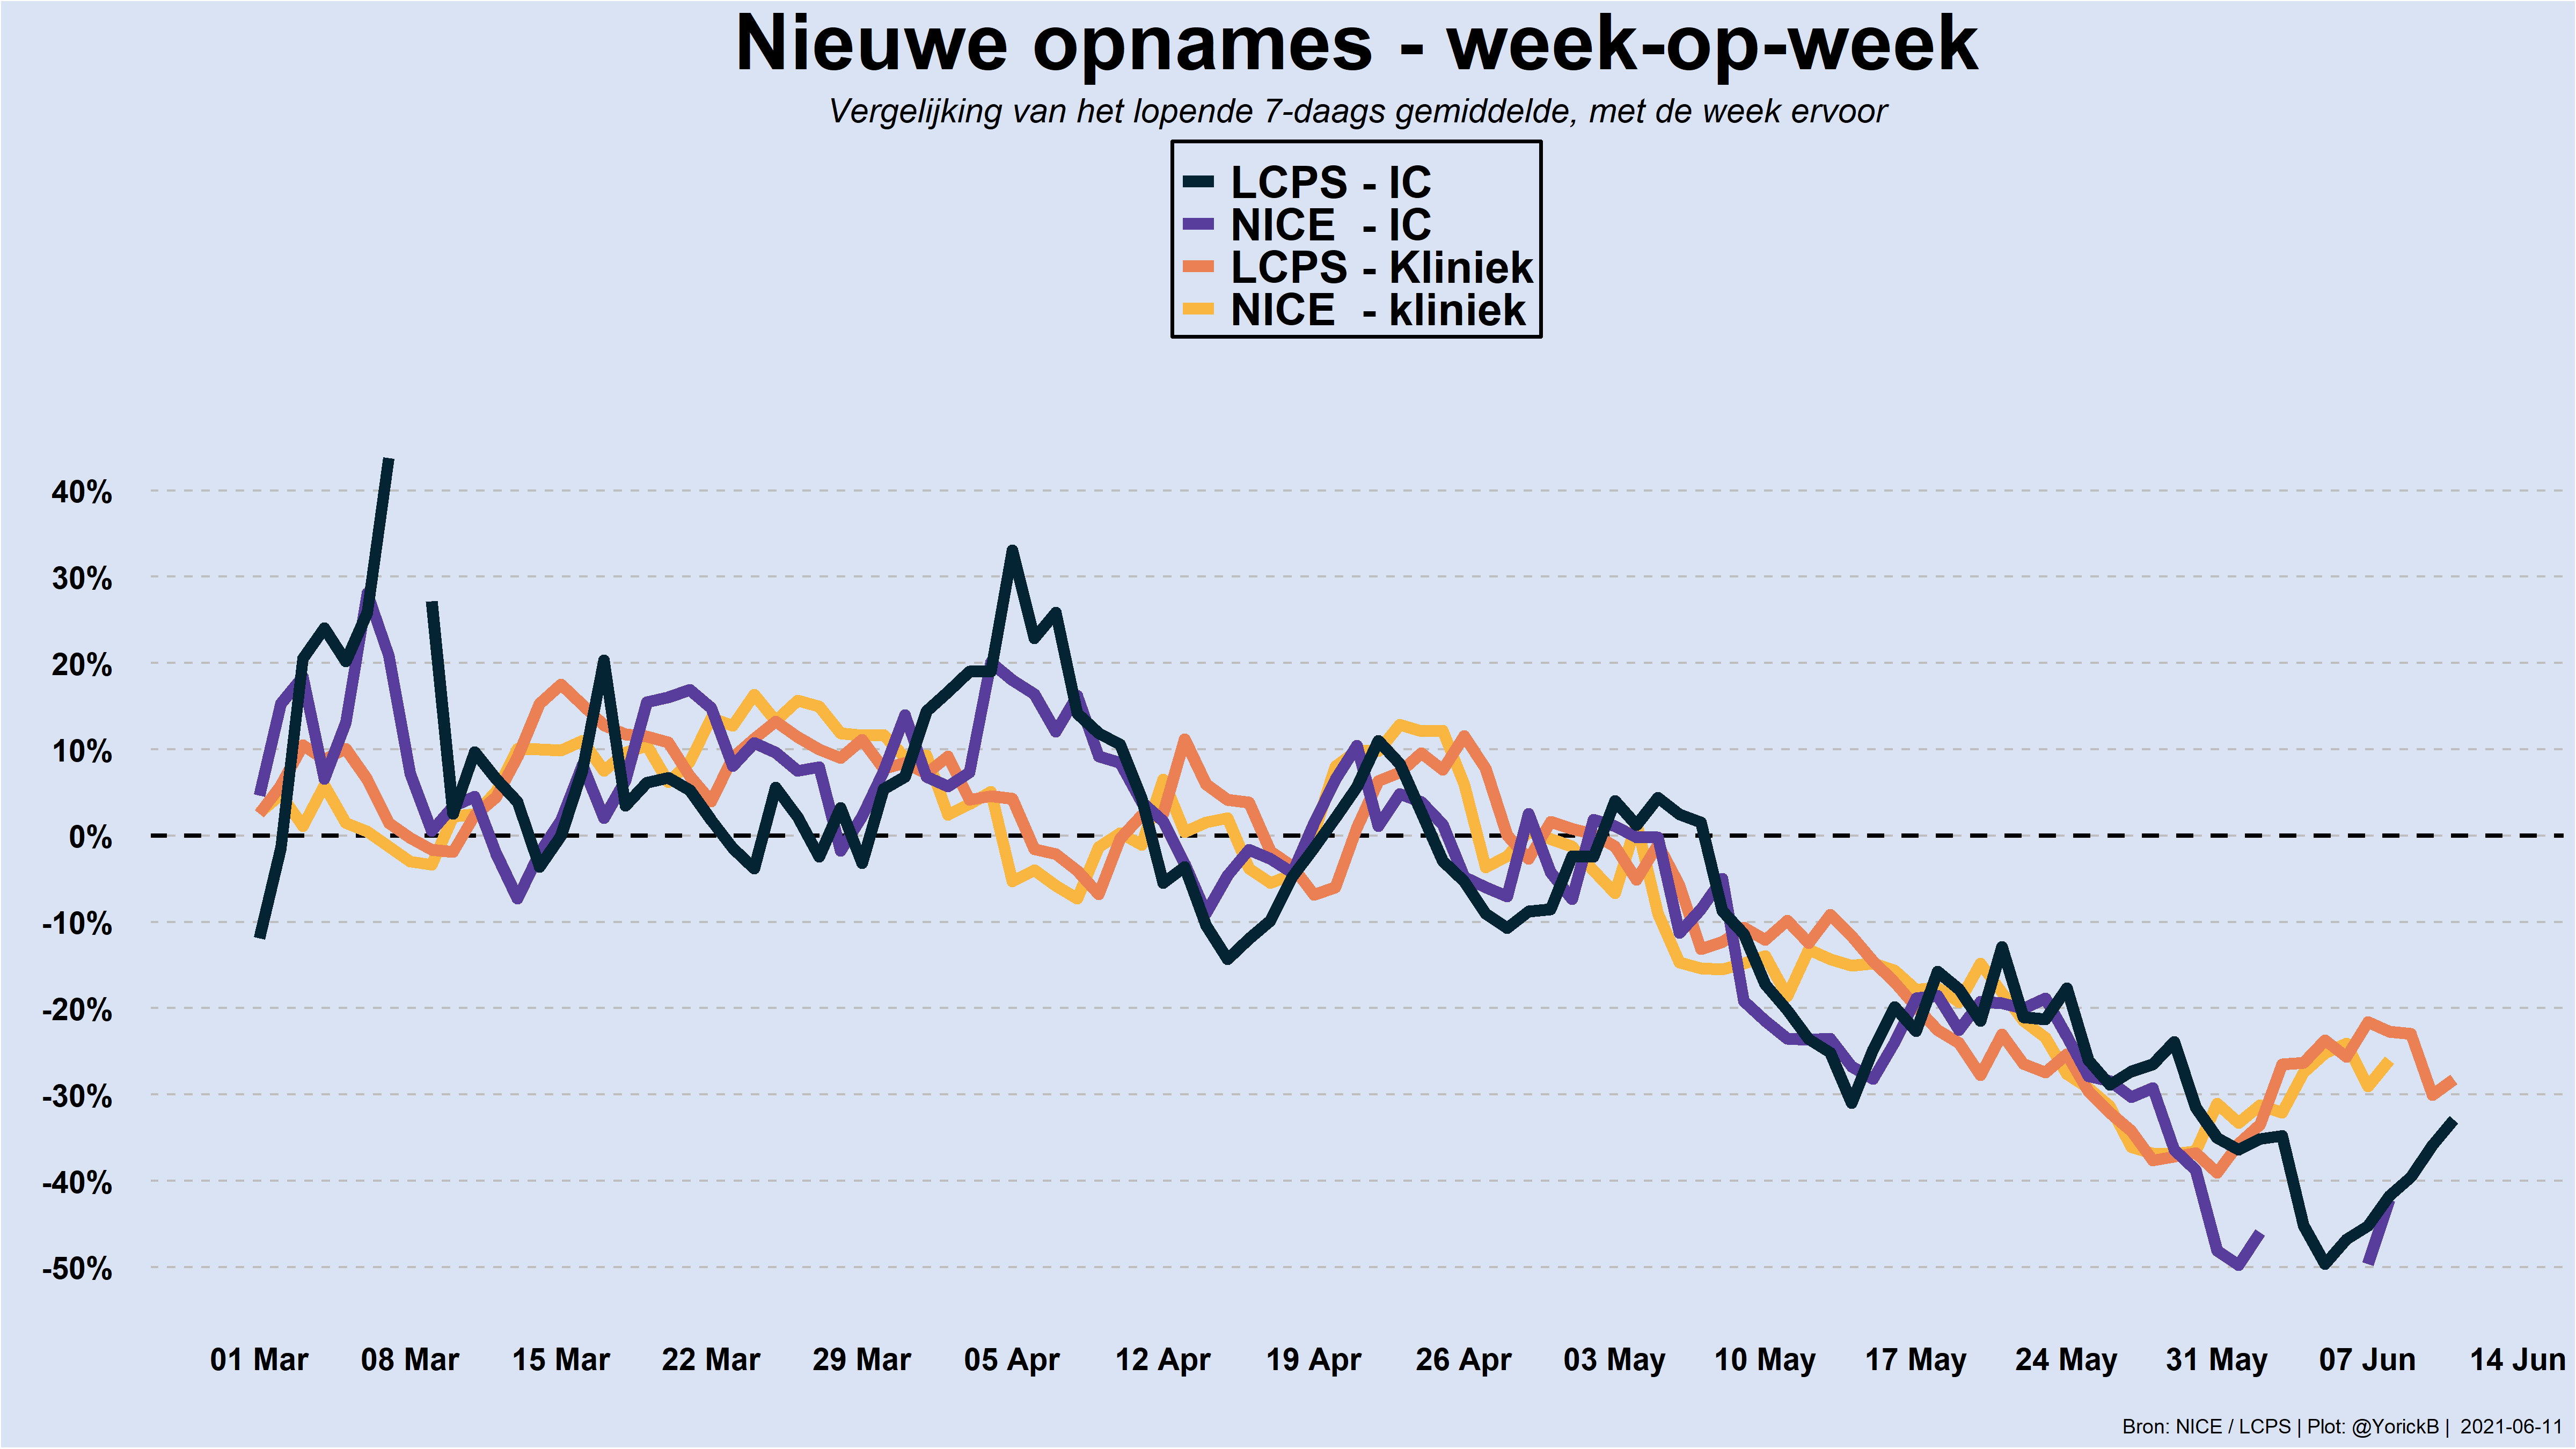 Nieuwe opnames - week-op-week
Vergelijking van het lopende 7-daags gemiddelde, met de week ervoor
LCPS - IC
NICE - IC
LCPS - Kliniek
NICE - kliniek
40%
30%
20%
10%
0%
-10%
-20%
-30%
-40%
-50%
01 Mar 08 Mar 15 Mar 22 Mar 29 Mar 05 Apr 12 Apr 19 Apr 26 Apr 03 May 10 May 17 May 24 May 31 May 07 Jun 14 Jun
Bron: NICE / LCPS | Plot: @YorickB | 2021-06-11